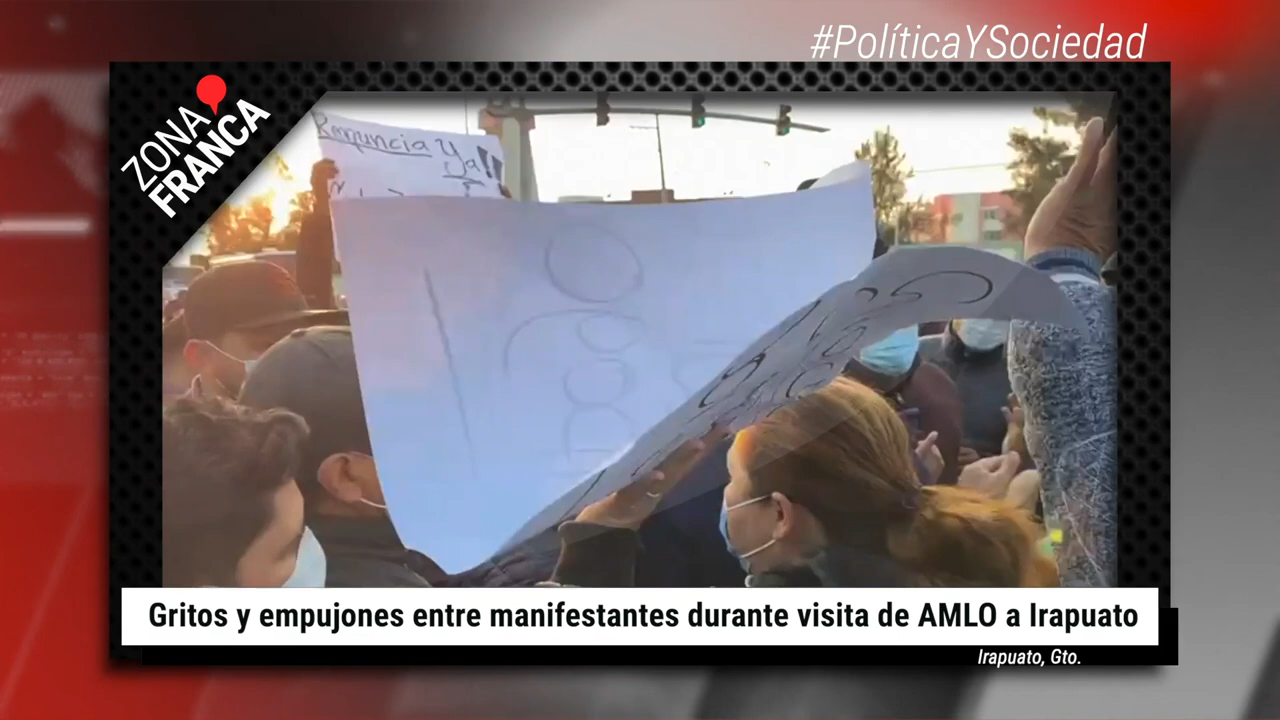 #PolíticaYSociedad
ZONA
FRANCA
Renuncia Ya!!
Gritos y empujones entre manifestantes durante visita de AMLO a Irapuato
Irapuato, Gto.